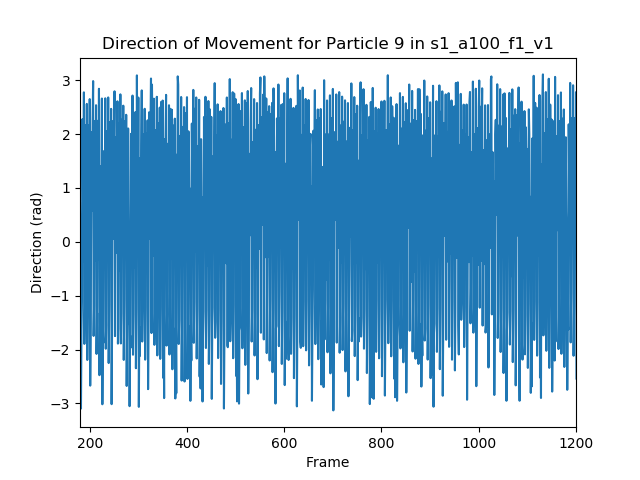 Direction of Movement for Particle 9 in s1_a100_f1_v1
3
2
1
0
−1
−2
−3
Direction (rad)
200 400 600 800 1000 1200
Frame